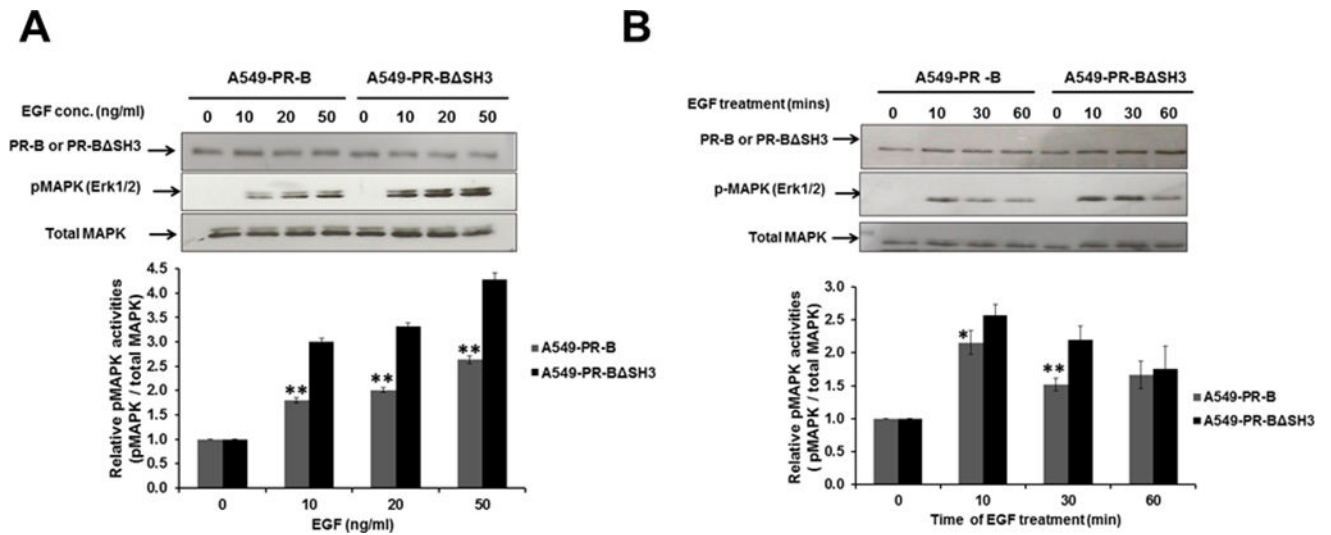 A
A549-PR-B A549-PR-BΔSH3
EGF conc. (ng/ml) 0 10 20 50 0 10 20 50
PR-B or PR-BΔSH3
pMAPK (Erk1/2)
Total MAPK
Relative pMAPK activities
(pMAPK / total MAPK)
4.5
4.0
3.5
3.0
2.5
2.0
1.5
1.0
0.5
0.0
** ** **
A549-PR-B
A549-PR-BΔSH3
0 10 20 50
EGF (ng/ml)
B
A549-PR -B A549-PR-BΔSH3
EGF treatment (mins) 0 10 30 60 0 10 30 60
PR-B or PR-BΔSH3
p-MAPK (Erk1/2)
Total MAPK
Relative pMAPK activities
( pMAPK / total MAPK)
3.0
2.5
2.0
1.5
1.0
0.5
0.0
* **
A549-PR-B
A549-PR-BΔSH3
0 10 30 60
Time of EGF treatment (min)